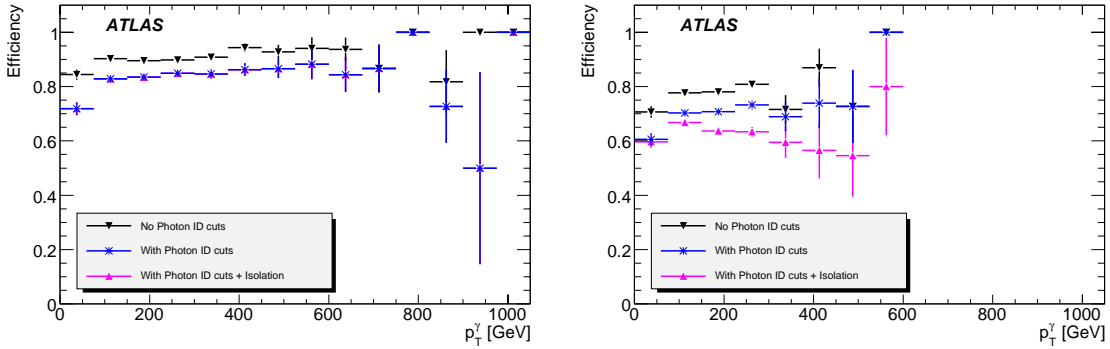 ATLAS
Efficiency
1
0.8
0.6
0.4
0.2
0
No Photon ID cuts
With Photon ID cuts
With Photon ID cuts + Isolation
0 200 400 600 800 1000
p_T^γ [GeV]
ATLAS
Efficiency
1
0.8
0.6
0.4
0.2
0
No Photon ID cuts
With Photon ID cuts
With Photon ID cuts + Isolation
0 200 400 600 800 1000
p_T^γ [GeV]